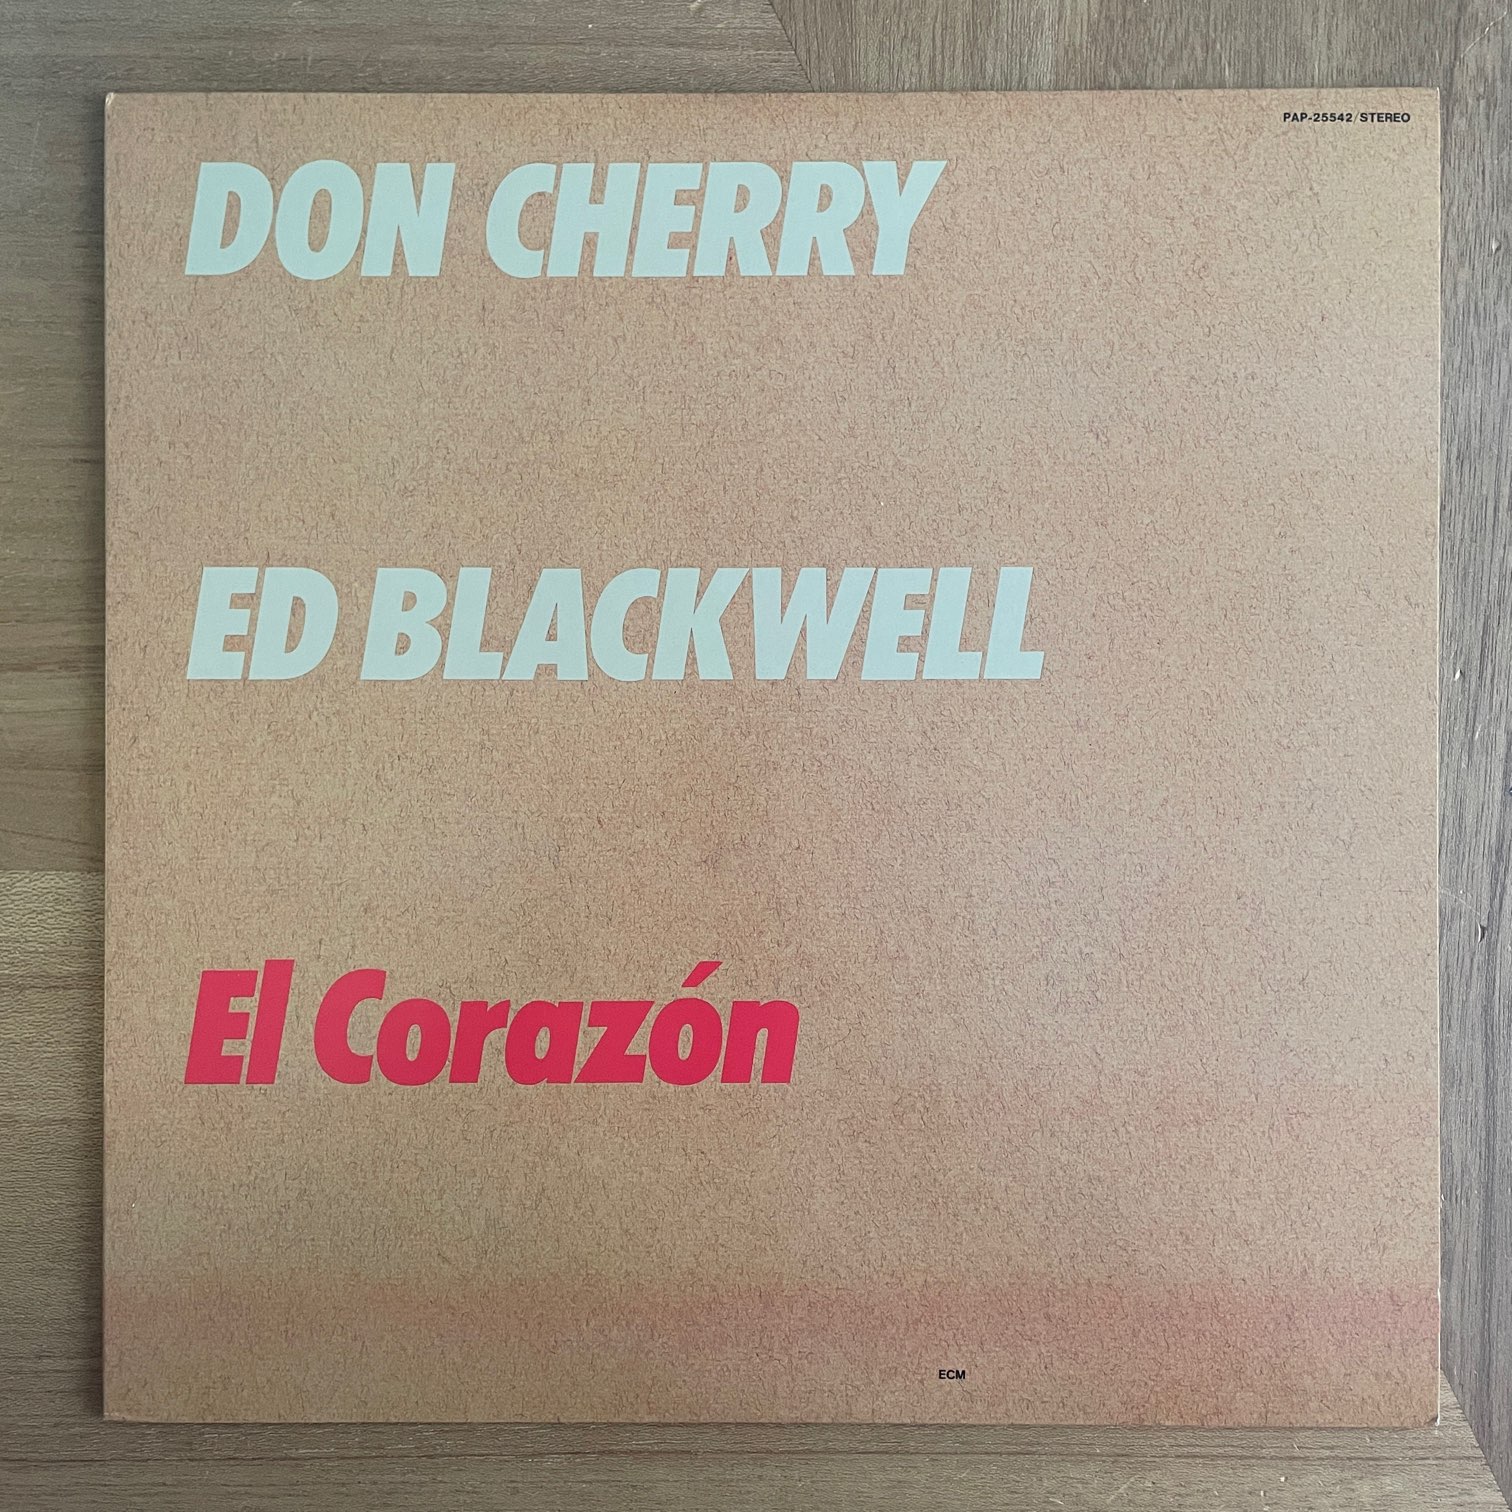 PAP-25542/STEREO
DON CHERRY
ED BLACKWELL
El Corazón
ECM